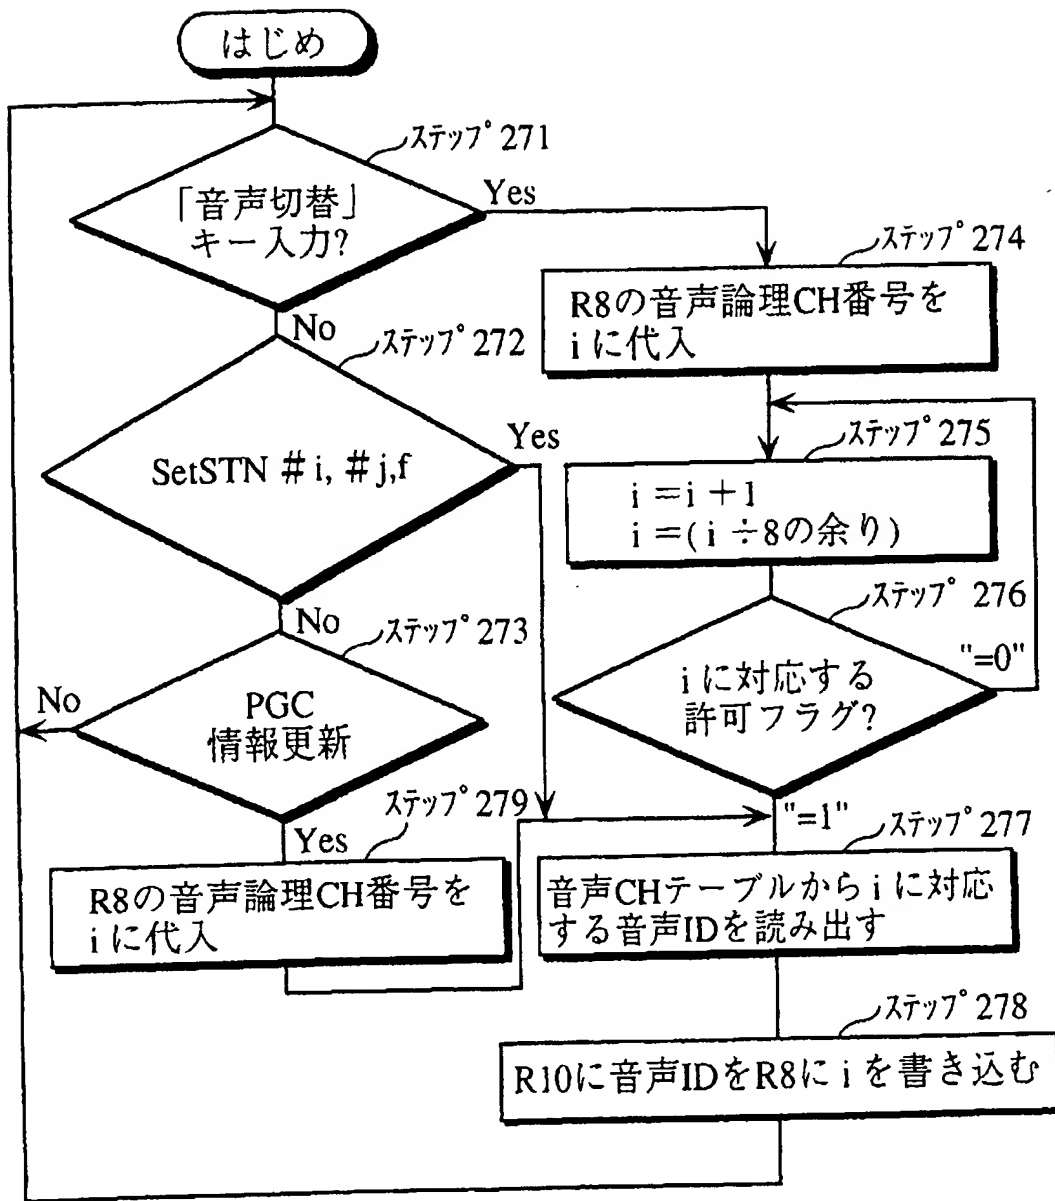 はじめ
ステップ271
「音声切替」
キー入力?
Yes
No
ステップ272
SetSTN #i, #j,f
Yes
No
ステップ273
PGC
情報更新
No
Yes
ステップ279
R8の音声論理CH番号を
iに代入
ステップ274
R8の音声論理CH番号を
iに代入
ステップ275
i=i+1
i=(i÷8の余り)
ステップ276
iに対応する
許可フラグ?
"=0"
"=1"
ステップ277
音声CHテーブルからiに対応
する音声IDを読み出す
ステップ278
R10に音声IDをR8にiを書き込む